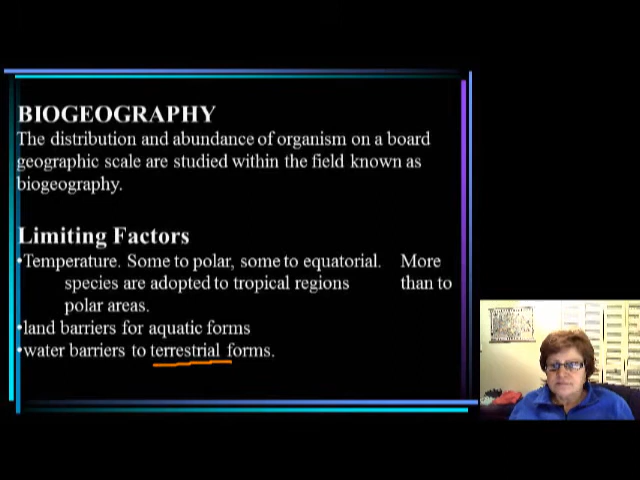 BIOGEOGRAPHY
The distribution and abundance of organism on a board
geographic scale are studied within the field known as
biogeography.
Limiting Factors
•Temperature. Some to polar, some to equatorial. More
species are adopted to tropical regions than to
polar areas.
•land barriers for aquatic forms
•water barriers to terrestrial forms.